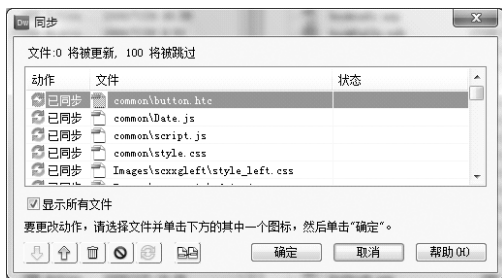 Dw 同步
文件:0 将被更新, 100 将被跳过
动作 文件 状态
已同步 common\button.htc
已同步 common\Date.js
已同步 common\script.js
已同步 common\style.css
已同步 Images\scxxgleft\style_left.css
显示所有文件
要更改动作，请选择文件并单击下方的其中一个图标，然后单击“确定”。
确定 取消 帮助(H)